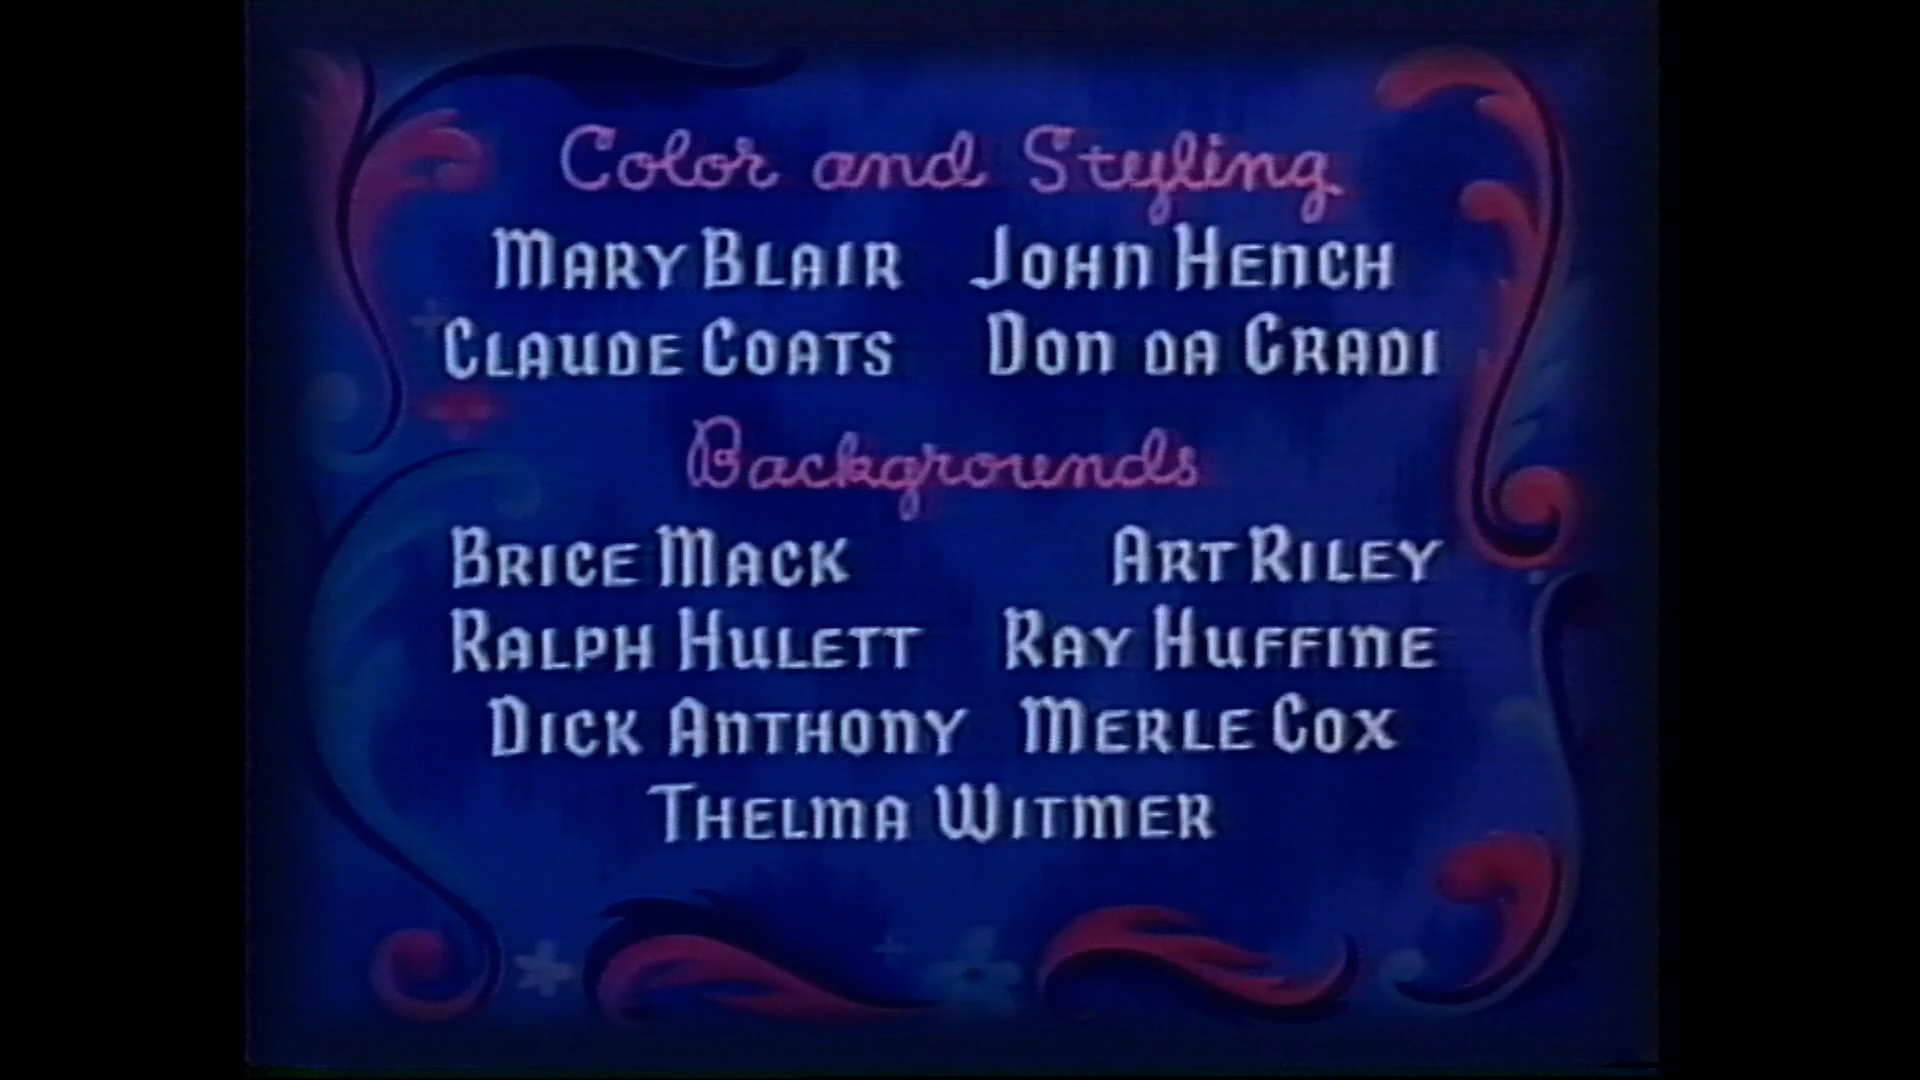 Color and Styling
Mary Blair John Hench
Claude Coats Don da Gradi
Backgrounds
Brice Mack Art Riley
Ralph Hulett Ray Huffine
Dick Anthony Merle Cox
Thelma Witmer